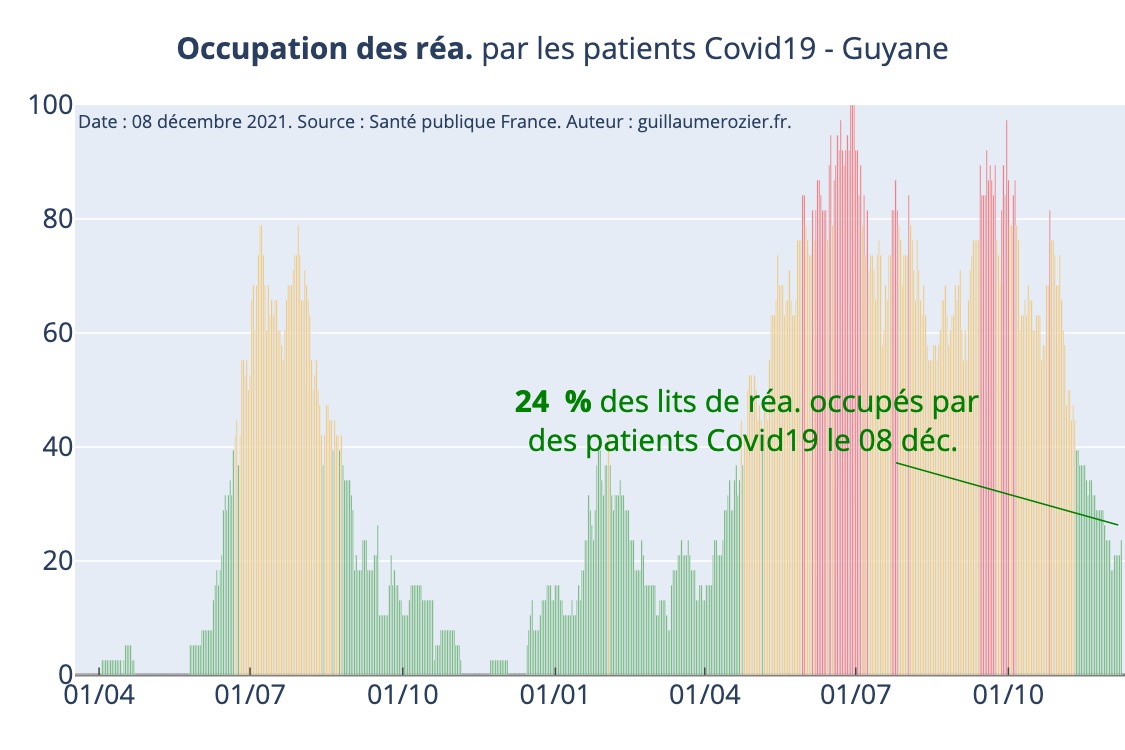 Occupation des réa. par les patients Covid19 - Guyane
100
Date : 08 décembre 2021. Source : Santé publique France. Auteur : guillaumerozier.fr.
80
60
24 % des lits de réa. occupés par
des patients Covid19 le 08 déc.
40
20
0
01/04 01/07 01/10 01/01 01/04 01/07 01/10